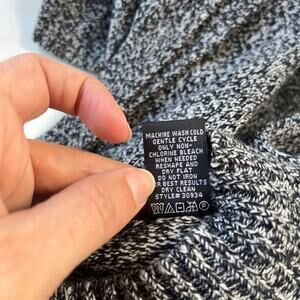 MACHINE WASH COLD
GENTLE CYCLE
ONLY NON-
CHLORINE BLEACH
WHEN NEEDED
RESHAPE AND
DRY FLAT
DO NOT IRON
BEST RESULTS
DRY CLEAN
STYLE#30934